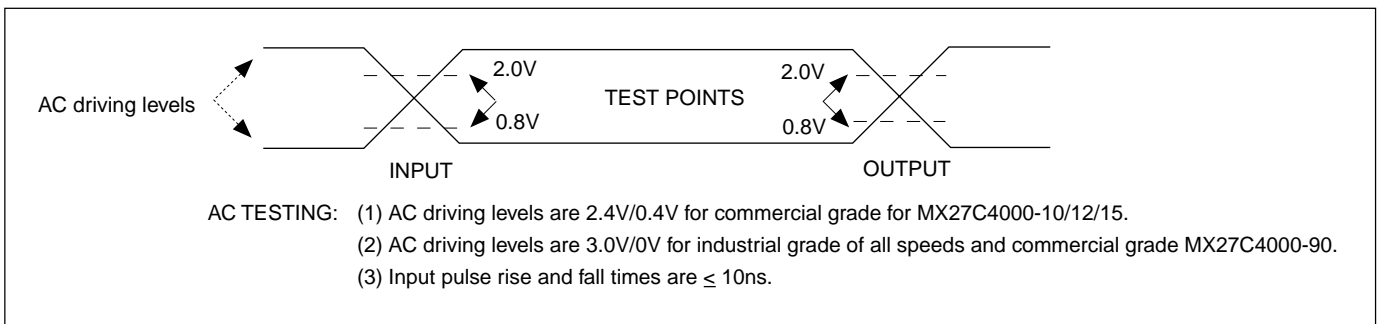 2.0V
2.0V
AC driving levels
TEST POINTS
0.8V
0.8V
INPUT
OUTPUT
AC TESTING: (1) AC driving levels are 2.4V/0.4V for commercial grade for MX27C4000-10/12/15.
(2) AC driving levels are 3.0V/0V for industrial grade of all speeds and commercial grade MX27C4000-90.
(3) Input pulse rise and fall times are ≤ 10ns.